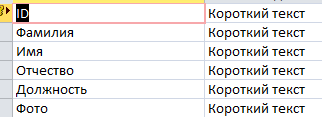 ID Короткий текст
Фамилия Короткий текст
Имя Короткий текст
Отчество Короткий текст
Должность Короткий текст
Фото Короткий текст